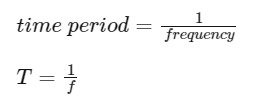 time period = 1/frequency
T = 1/f